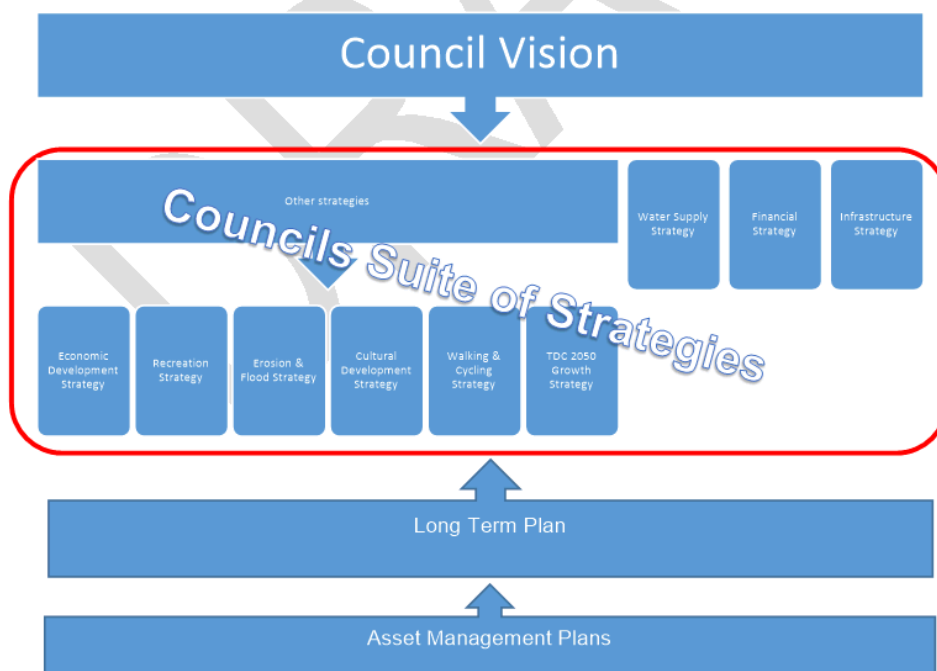 Council Vision
Other strategies
Water Supply
Strategy
Financial
Strategy
Infrastructure
Strategy
Councils Suite of Strategies
Economic
Development
Strategy
Recreation
Strategy
Erosion &
Flood Strategy
Cultural
Development
Strategy
Walking &
Cycling
Strategy
TDC 2050
Growth
Strategy
Long Term Plan
Asset Management Plans